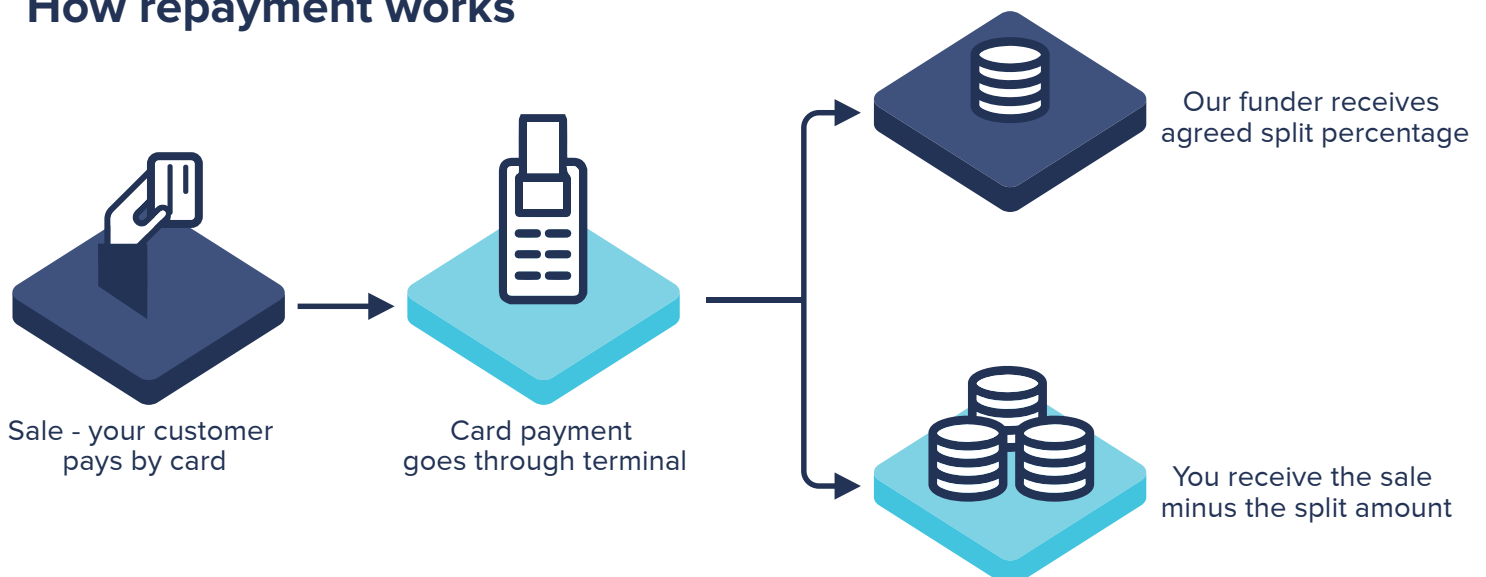 How repayment works
Our funder receives
agreed split percentage
Sale - your customer
pays by card
Card payment
goes through terminal
You receive the sale
minus the split amount